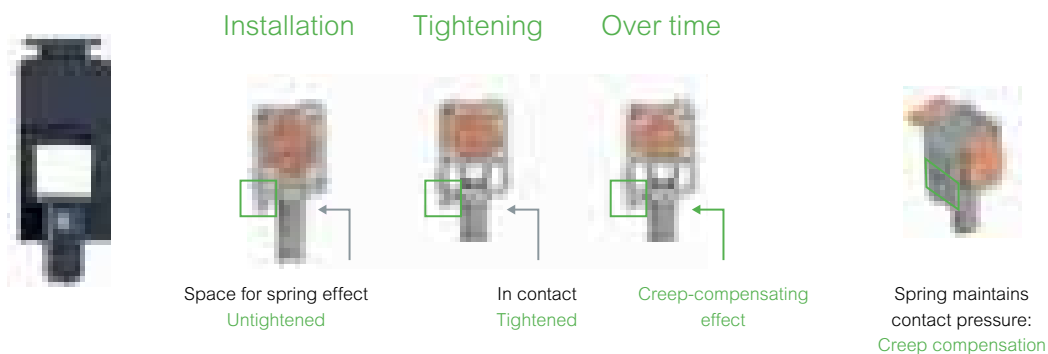 Installation
Tightening
Over time
Space for spring effect
Untightened
In contact
Tightened
Creep-compensating
effect
Spring maintains
contact pressure:
Creep compensation